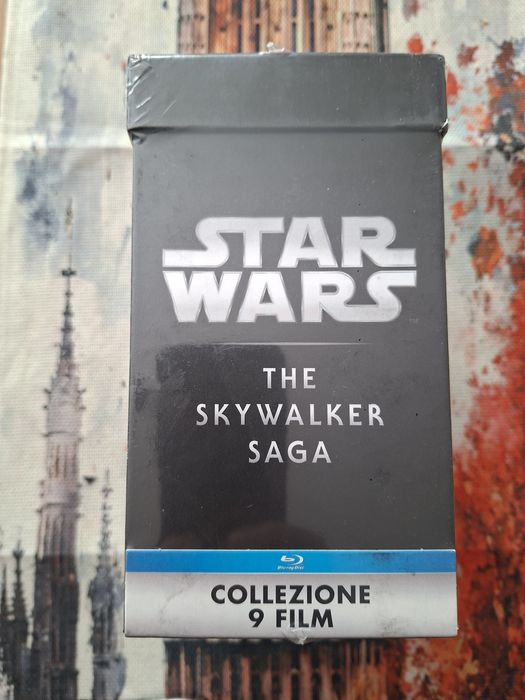 STAR
WARS
THE
SKYWALKER
SAGA
Blu-ray Disc
COLLEZIONE
9 FILM